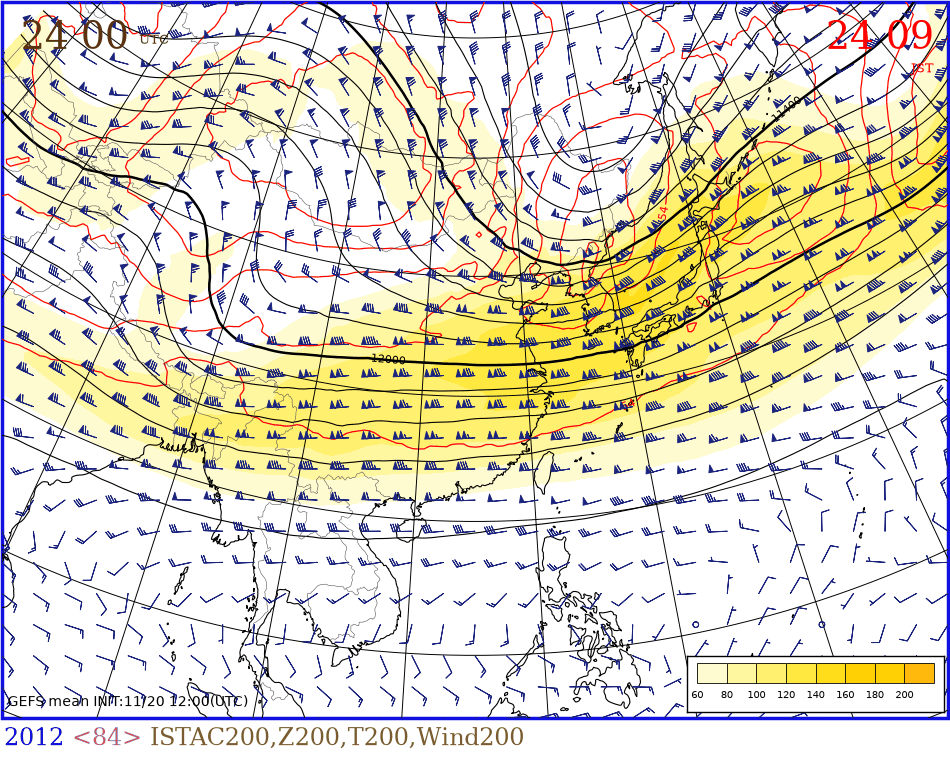 24 00 UTC
24 09
JST
11400
-54
12000
60 80 100 120 140 160 180 200
GEFS mean INIT:11/20 12:00(UTC)
2012 <84> ISTAC200,Z200,T200,Wind200